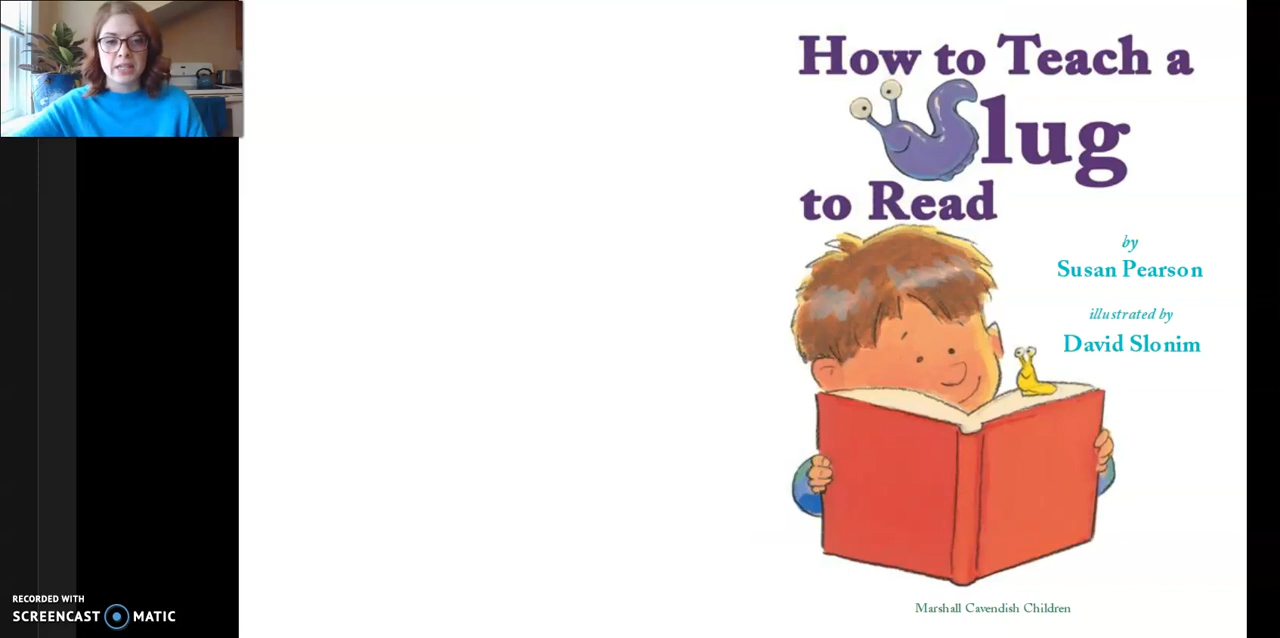 How to Teach a
Slug
to Read
by
Susan Pearson
illustrated by
David Slonim
Marshall Cavendish Children
RECORDED WITH
SCREENCAST MATIC